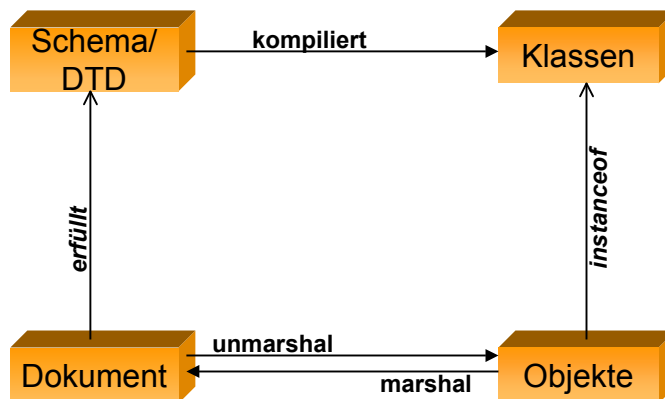 Schema/
DTD
kompiliert
Klassen
erfüllt
instanceof
Dokument
unmarshal
marshal
Objekte